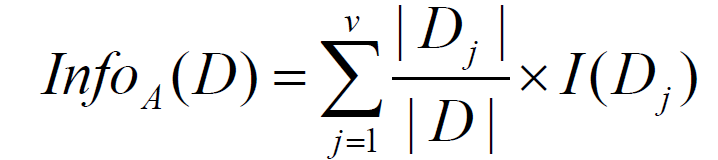 Info_A(D) = \sum_{j=1}^{v} \frac{|D_j|}{|D|} \times I(D_j)